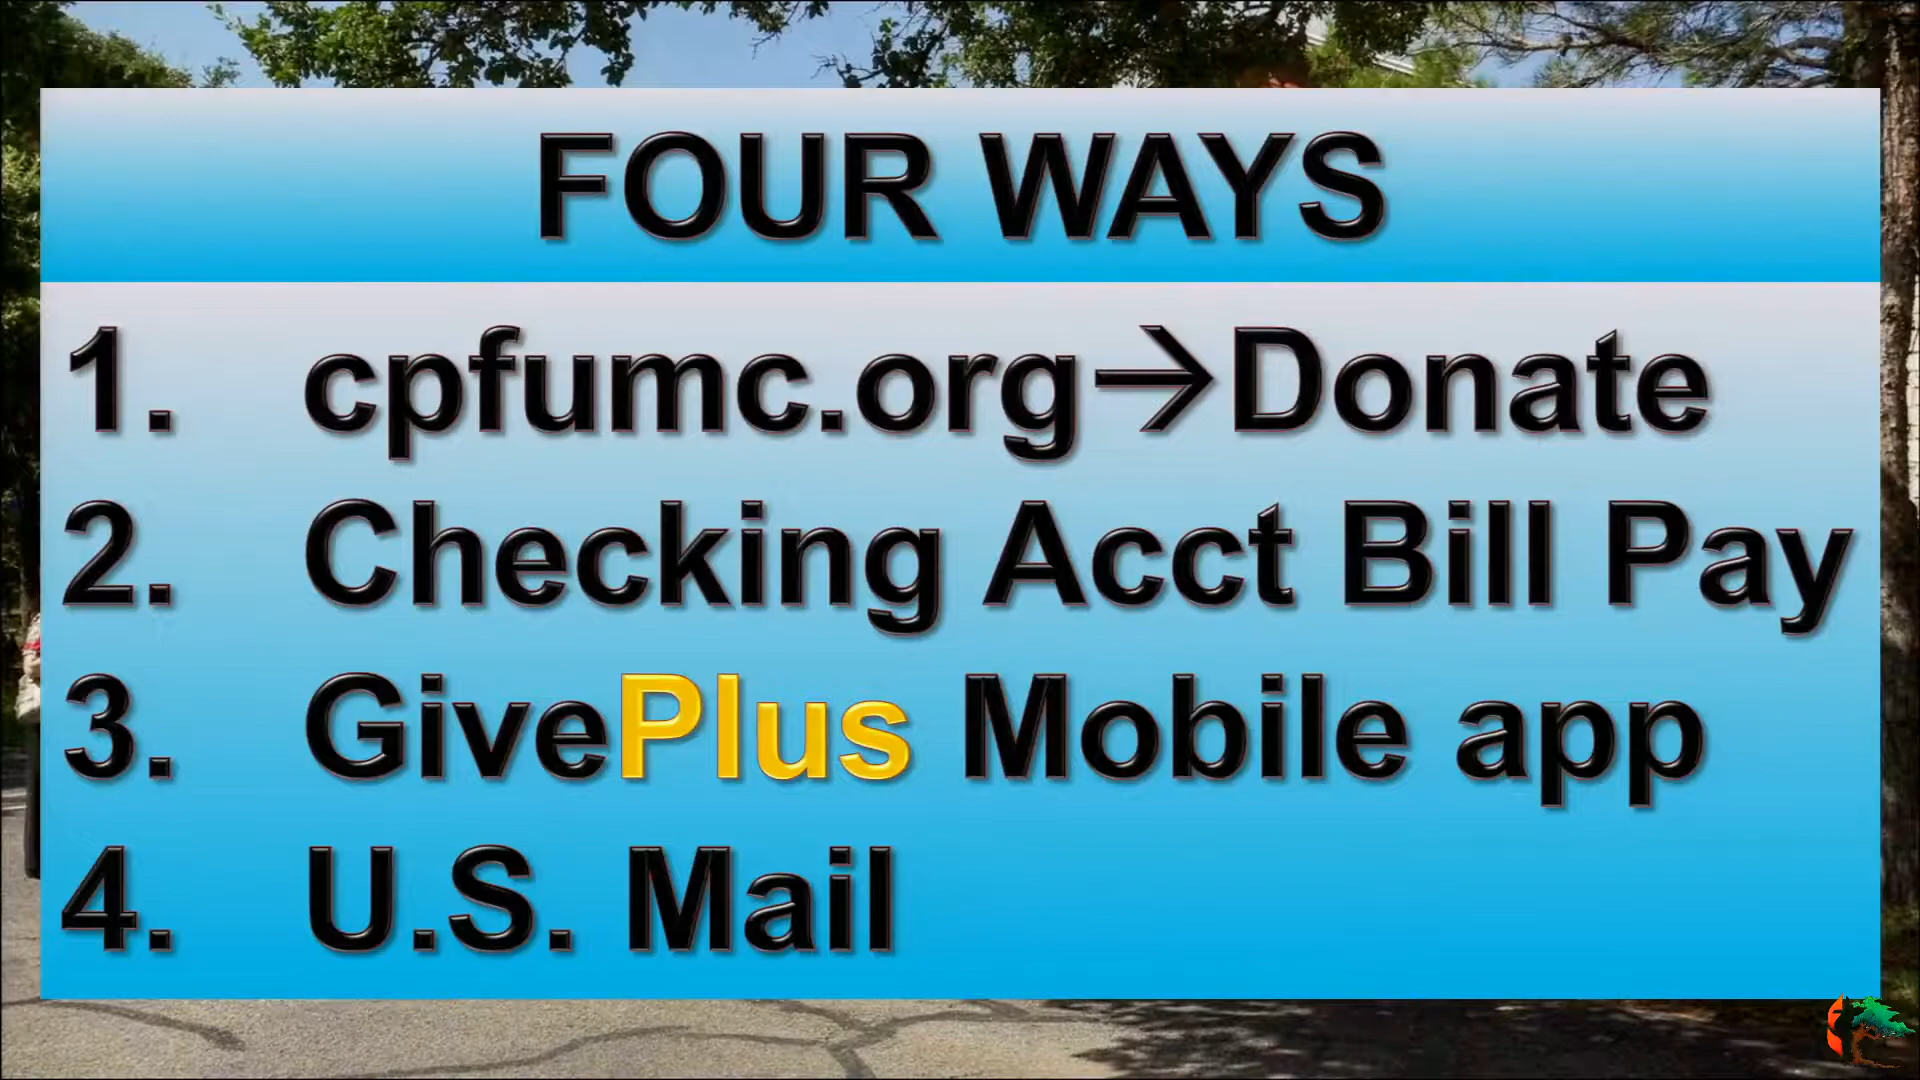 FOUR WAYS
1. cpfumc.org→Donate
2. Checking Acct Bill Pay
3. GivePlus Mobile app
4. U.S. Mail